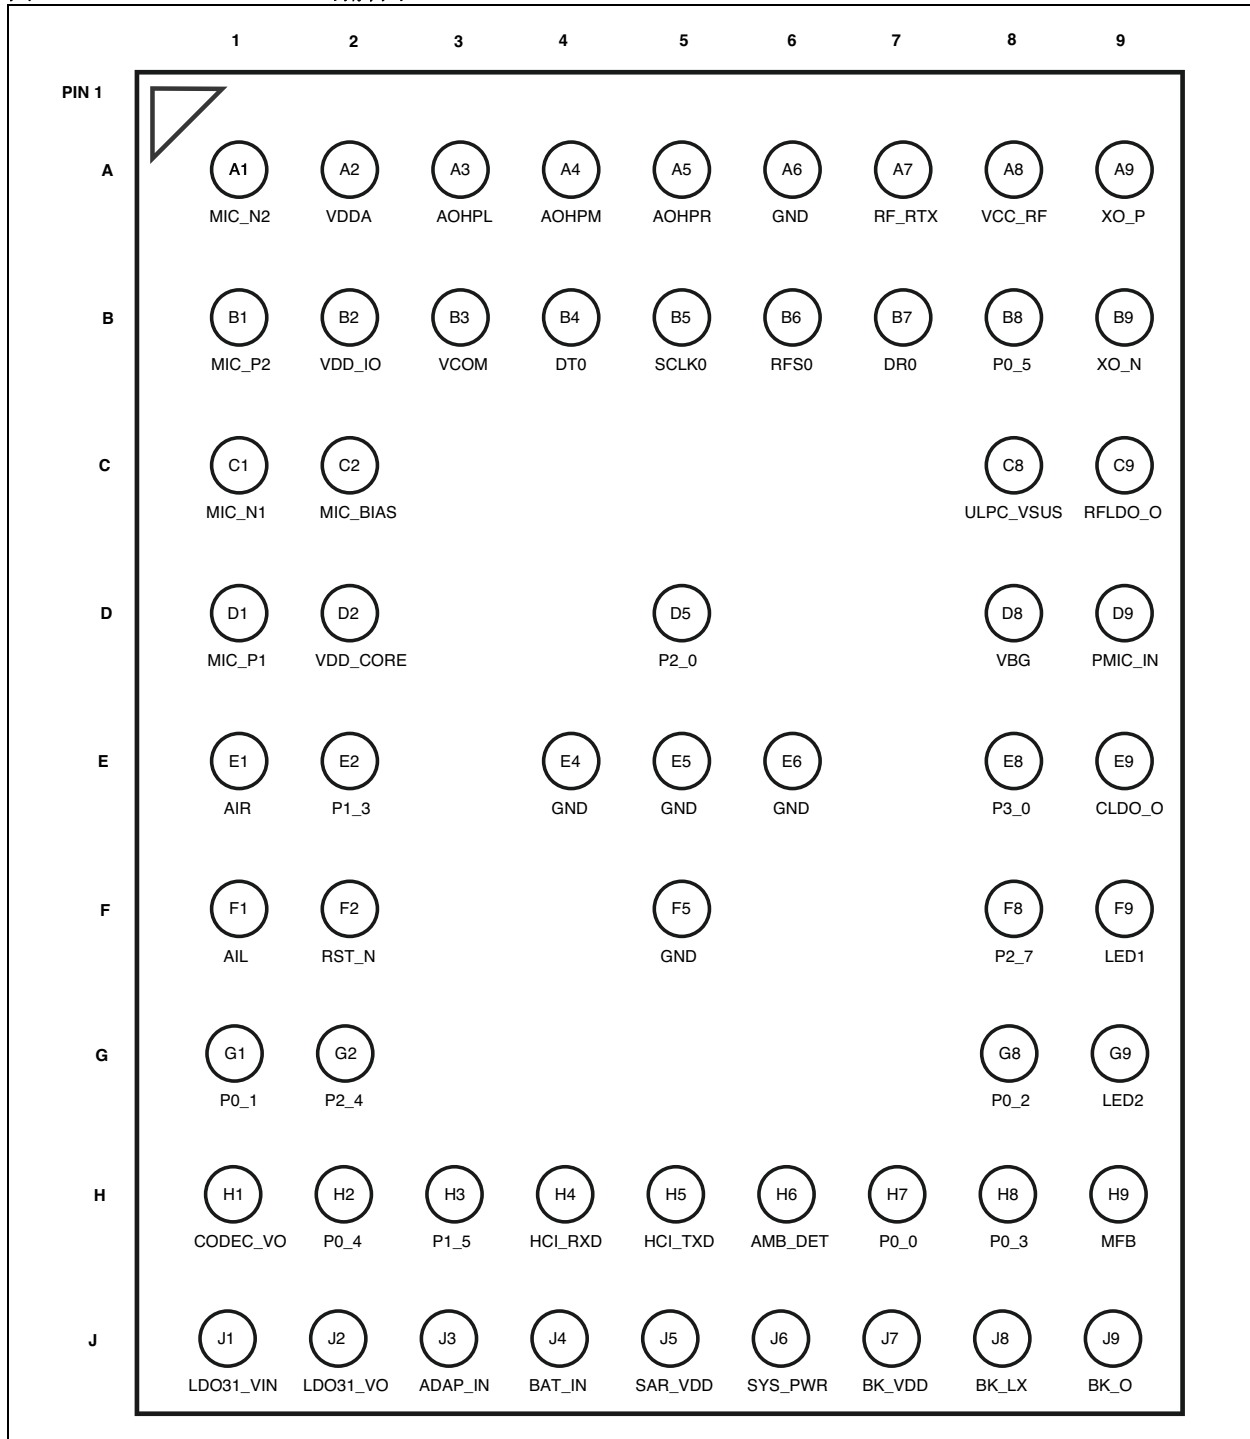 1 2 3 4 5 6 7 8 9
PIN 1
A A1 A2 A3 A4 A5 A6 A7 A8 A9
MIC_N2 VDDA AOHPL AOHPM AOHPR GND RF_RTX VCC_RF XO_P
B B1 B2 B3 B4 B5 B6 B7 B8 B9
MIC_P2 VDD_IO VCOM DT0 SCLK0 RFS0 DR0 P0_5 XO_N
C C1 C2 C8 C9
MIC_N1 MIC_BIAS ULPC_VSUS RFLDO_O
D D1 D2 D5 D8 D9
MIC_P1 VDD_CORE P2_0 VBG PMIC_IN
E E1 E2 E4 E5 E6 E8 E9
AIR P1_3 GND GND GND P3_0 CLDO_O
F F1 F2 F5 F8 F9
AIL RST_N GND P2_7 LED1
G G1 G2 G8 G9
P0_1 P2_4 P0_2 LED2
H H1 H2 H3 H4 H5 H6 H7 H8 H9
CODEC_VO P0_4 P1_5 HCI_RXD HCI_TXD AMB_DET P0_0 P0_3 MFB
J J1 J2 J3 J4 J5 J6 J7 J8 J9
LDO31_VIN LDO31_VO ADAP_IN BAT_IN SAR_VDD SYS_PWR BK_VDD BK_LX BK_O